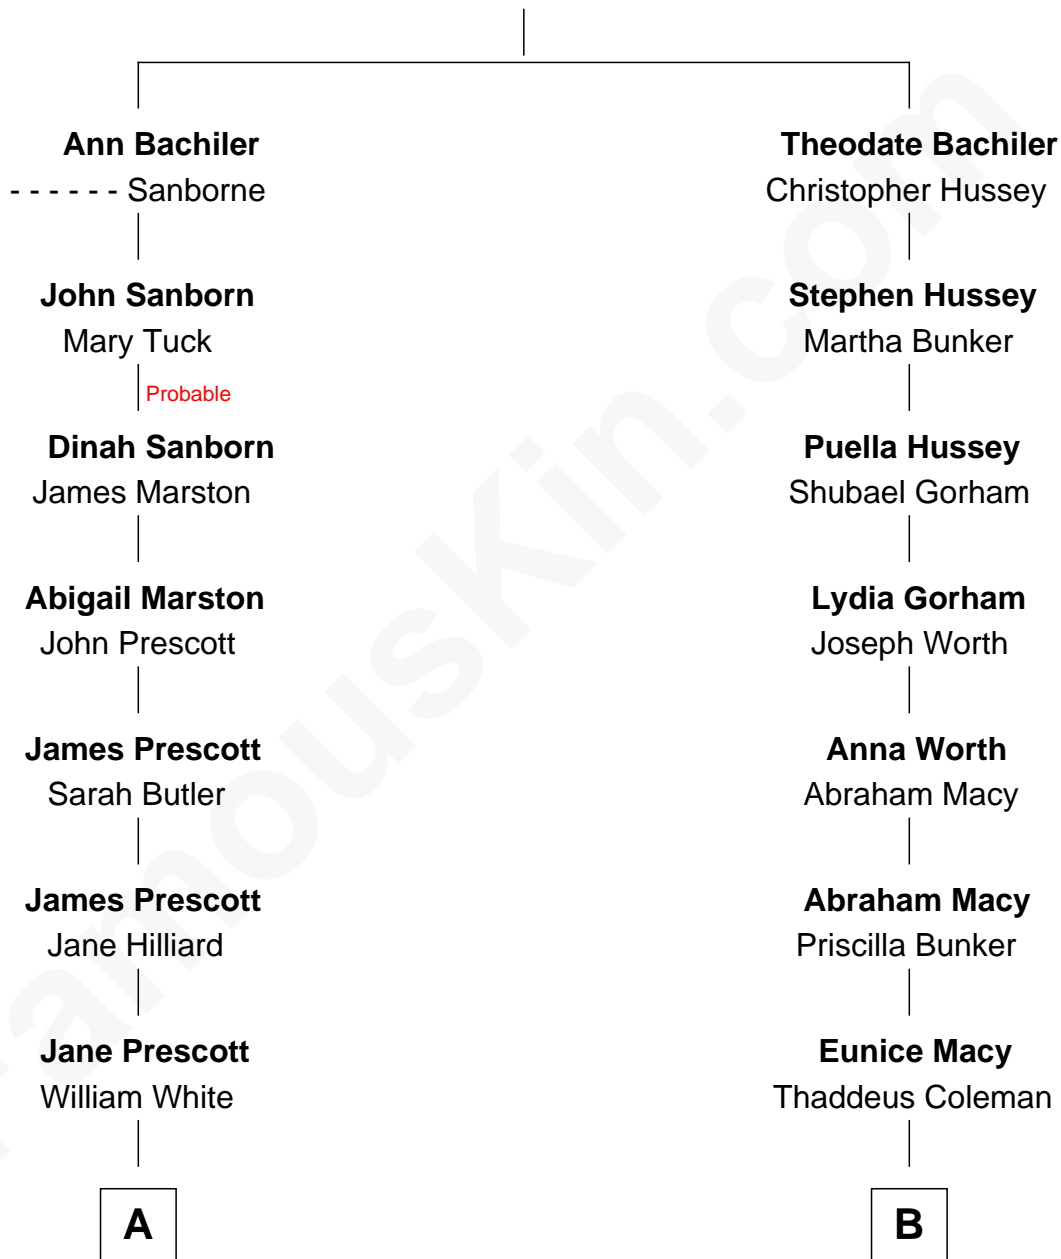 Ann Bachiler
- - - - - - Sanborne
John Sanborn
Mary Tuck
Probable
Dinah Sanborn
James Marston
Abigail Marston
John Prescott
James Prescott
Sarah Butler
James Prescott
Jane Hilliard
Jane Prescott
William White
A
Theodate Bachiler
Christopher Hussey
Stephen Hussey
Martha Bunker
Puella Hussey
Shubael Gorham
Lydia Gorham
Joseph Worth
Anna Worth
Abraham Macy
Abraham Macy
Priscilla Bunker
Eunice Macy
Thaddeus Coleman
B
FamousKin.com